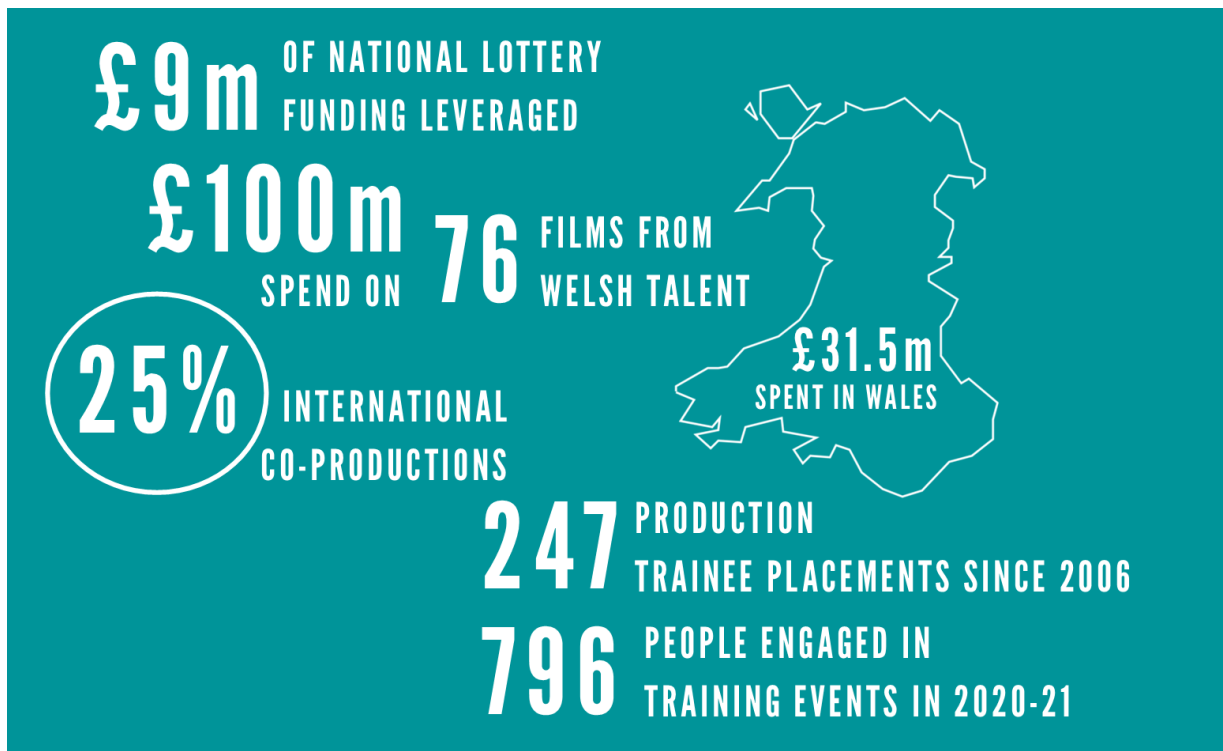 £9m OF NATIONAL LOTTERY
FUNDING LEVERAGED
£100m
SPEND ON 76 FILMS FROM
WELSH TALENT
25% INTERNATIONAL
CO-PRODUCTIONS
£31.5m
SPENT IN WALES
247 PRODUCTION
TRAINEE PLACEMENTS SINCE 2006
796 PEOPLE ENGAGED IN
TRAINING EVENTS IN 2020-21